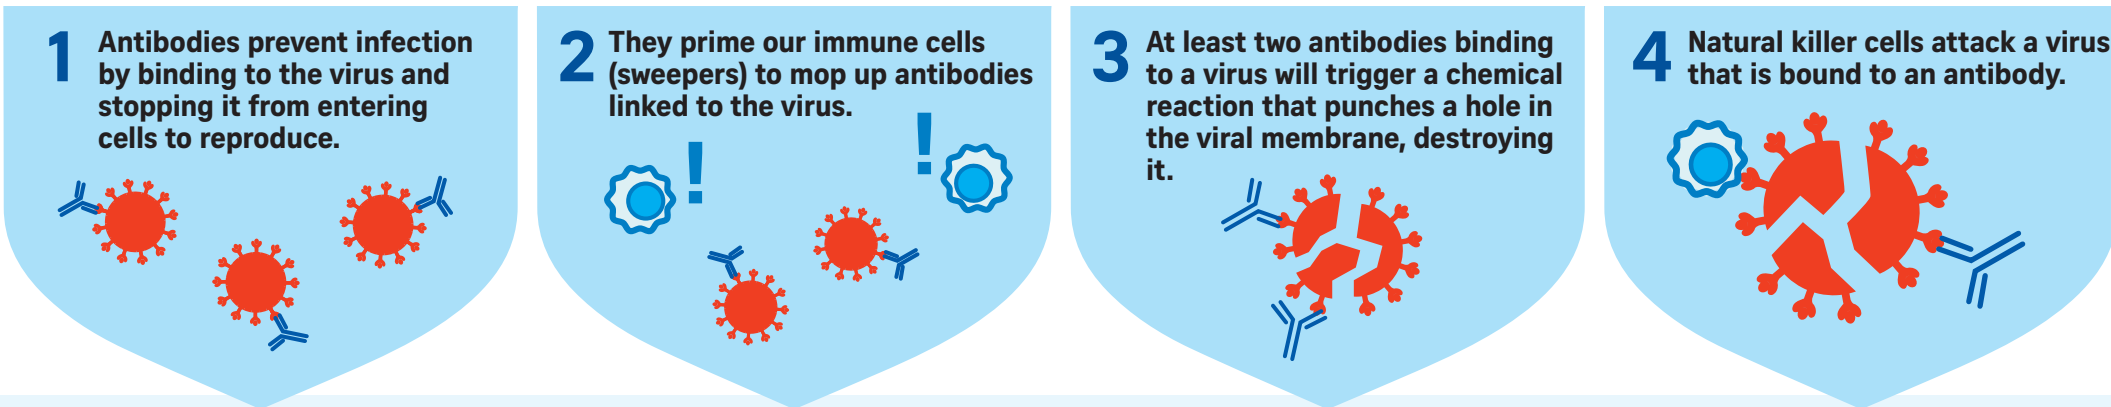 1
Antibodies prevent infection
by binding to the virus and
stopping it from entering
cells to reproduce.
2
They prime our immune cells
(sweepers) to mop up antibodies
linked to the virus.
!
!
3
At least two antibodies binding
to a virus will trigger a chemical
reaction that punches a hole in
the viral membrane, destroying
it.
4
Natural killer cells attack a virus
that is bound to an antibody.